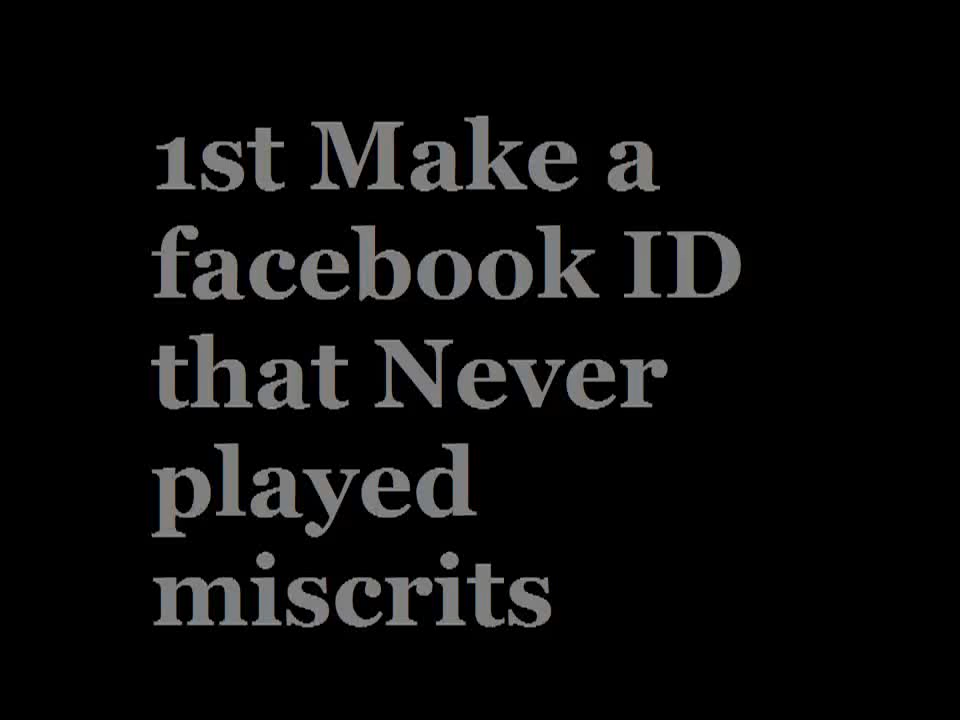 1st Make a
facebook ID
that Never
played
miscrits